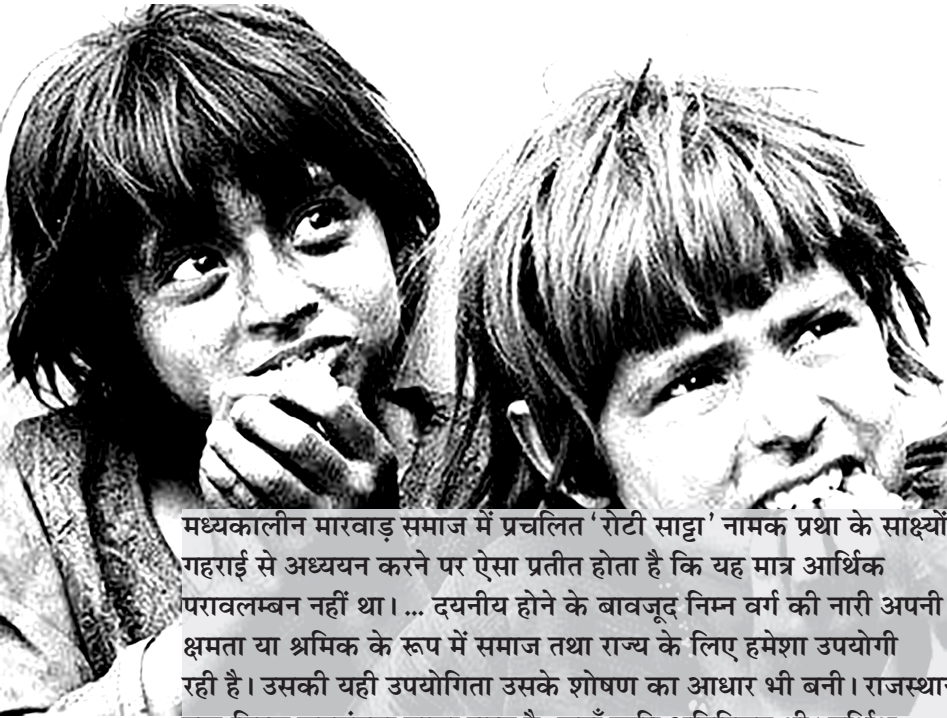 मध्यकालीन मारवाड़ समाज में प्रचलित ‘रोटी साट्टा’ नामक प्रथा के साक्ष्यों
गहराई से अध्ययन करने पर ऐसा प्रतीत होता है कि यह मात्र आर्थिक
परावलम्बन नहीं था।... दयनीय होने के बावजूद निम्न वर्ग की नारी अपनी
क्षमता या श्रमिक के रूप में समाज तथा राज्य के लिए हमेशा उपयोगी
रही है। उसकी यही उपयोगिता उसके शोषण का आधार भी बनी।